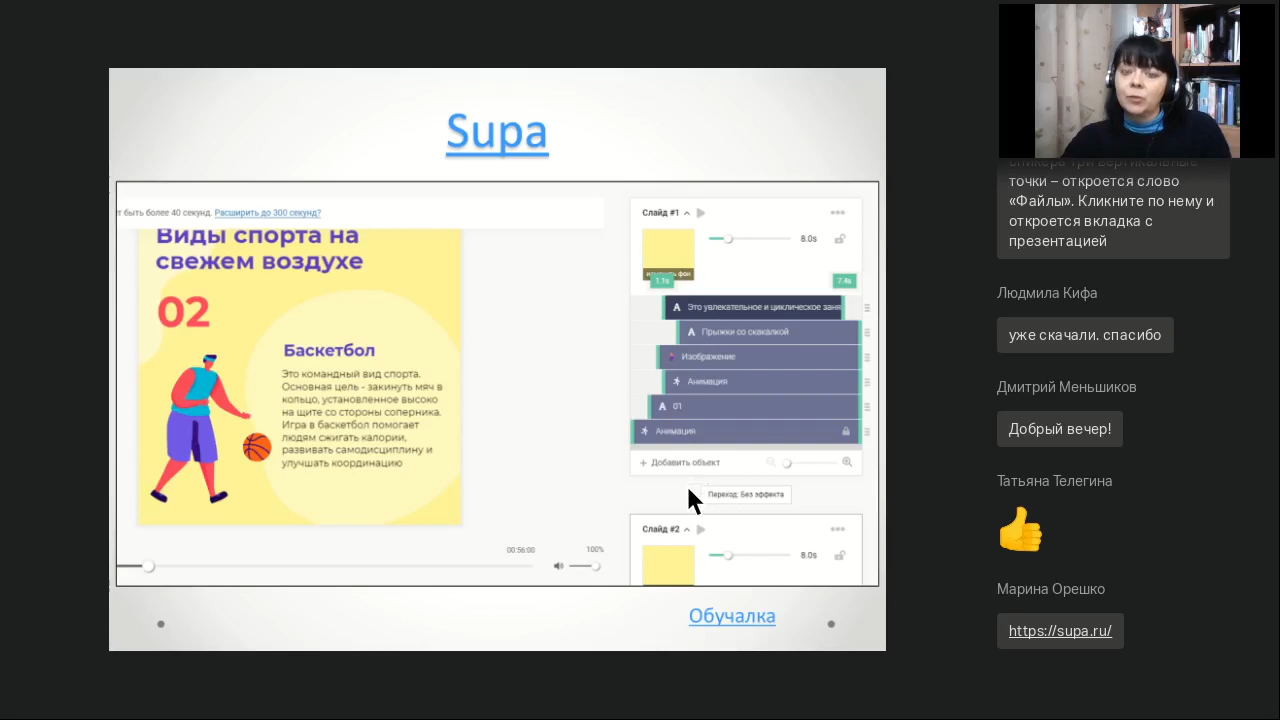 Supa
т быть более 40 секунд. Расширить до 300 секунд?
Виды спорта на
свежем воздухе
02
Баскетбол
Это командный вид спорта.
Основная цель - закинуть мяч в
кольцо, установленное высоко
на щите со стороны соперника.
Игра в баскетбол помогает
людям сжигать калории,
развивать самодисциплину и
улучшать координацию
00:56:00
100%
Слайд #1
8.0s
изменить фон
1.1s
7.4s
Это увлекательное и циклическое заня
Прыжки со скакалкой
Изображение
Анимация
01
Анимация
+ Добавить объект
Переход: Без эффекта
Слайд #2
8.0s
Обучалка
спикера три вертикальные
точки – откроется слово
«Файлы». Кликните по нему и
откроется вкладка с
презентацией
Людмила Кифа
уже скачали. спасибо
Дмитрий Меньшиков
Добрый вечер!
Татьяна Телегина
Марина Орешко
https://supa.ru/